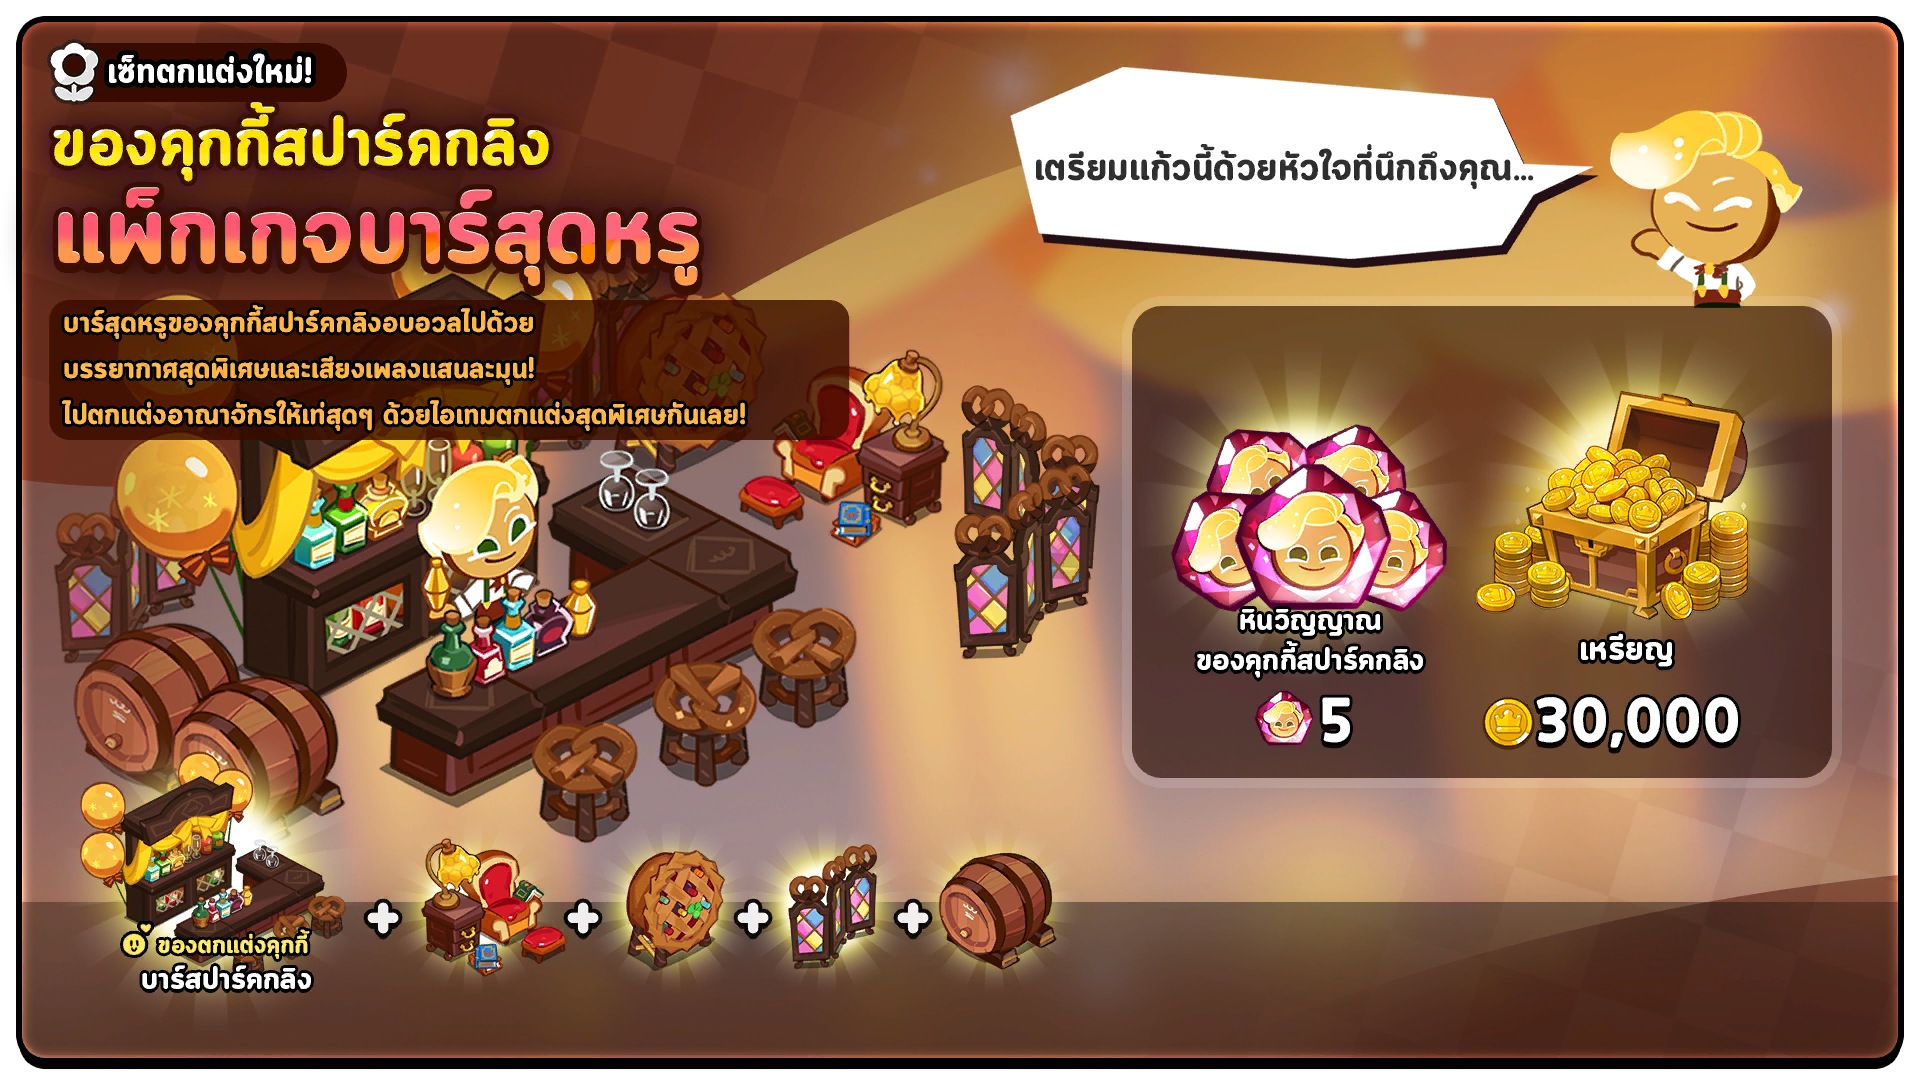 เซ็ทตกแต่งใหม่!
ของคุกกี้สปาร์คกลิง
แพ็กเกจบาร์สุดหรู
บาร์สุดหรูของคุกกี้สปาร์คกลิงอบอวลไปด้วย
บรรยากาศสุดพิเศษและเสียงเพลงแสนละมุน!
ไปตกแต่งอาณาจักรให้เท่สุดๆ ด้วยไอเทมตกแต่งสุดพิเศษกันเลย!
เตรียมแก้วนี้ด้วยหัวใจที่นึกถึงคุณ...
หินวิญญาณ
ของคุกกี้สปาร์คกลิง
5
เหรียญ
30,000
ของตกแต่งคุกกี้
บาร์สปาร์คกลิง